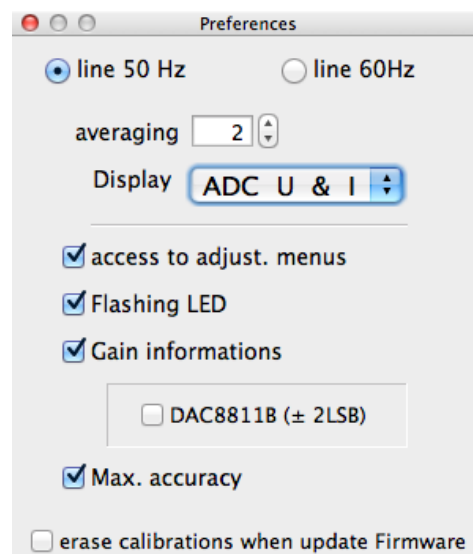 Preferences
line 50 Hz line 60Hz
averaging 2
Display ADC U & I
access to adjust. menus
Flashing LED
Gain informations
DAC8811B (± 2LSB)
Max. accuracy
erase calibrations when update Firmware